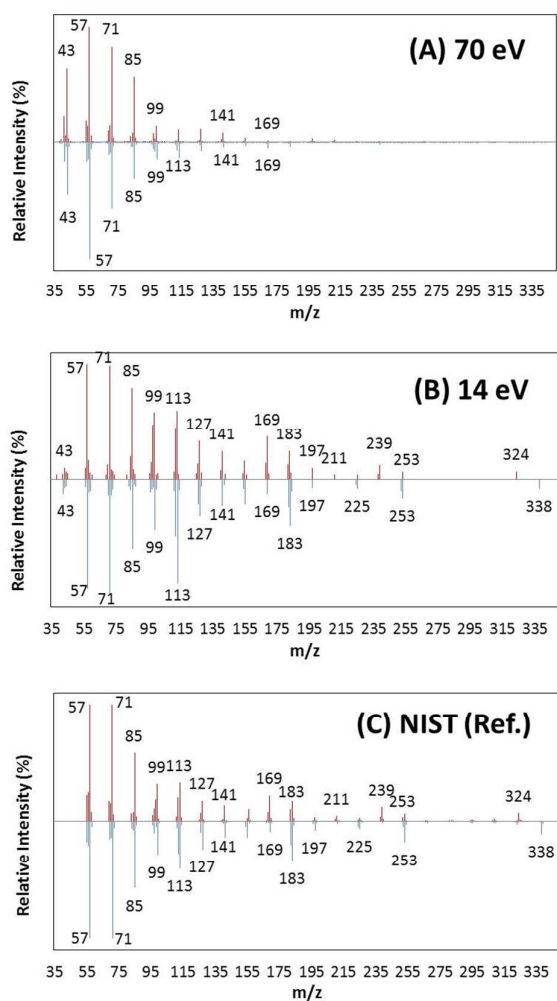 (A) 70 eV
Relative Intensity (%)
43 57 71 85 99 141 169
43 57 71 85 99 113 141 169
35 55 75 95 115 135 155 175 195 215 235 255 275 295 315 335
m/z
(B) 14 eV
Relative Intensity (%)
43 57 71 85 99 113 127 141 169 183 197 211 239 253 324
43 57 71 85 99 113 127 141 169 183 197 225 253 338
35 55 75 95 115 135 155 175 195 215 235 255 275 295 315 335
m/z
(C) NIST (Ref.)
Relative Intensity (%)
57 71 85 99 113 127 141 169 183 211 239 253 324
57 71 85 99 113 127 141 169 183 197 225 253 338
35 55 75 95 115 135 155 175 195 215 235 255 275 295 315 335
m/z